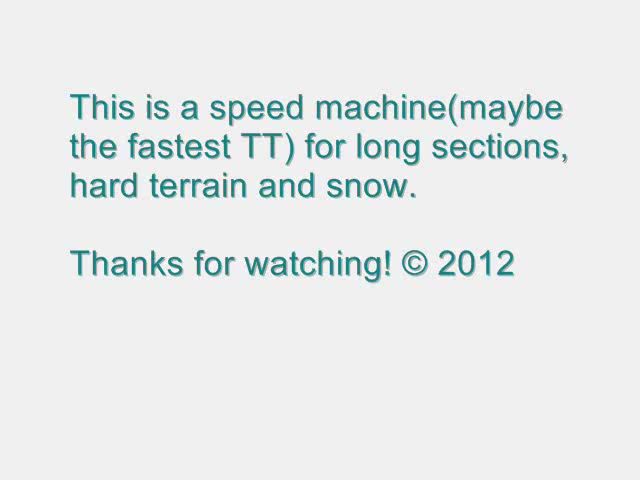 This is a speed machine(maybe
the fastest TT) for long sections,
hard terrain and snow.
Thanks for watching! © 2012